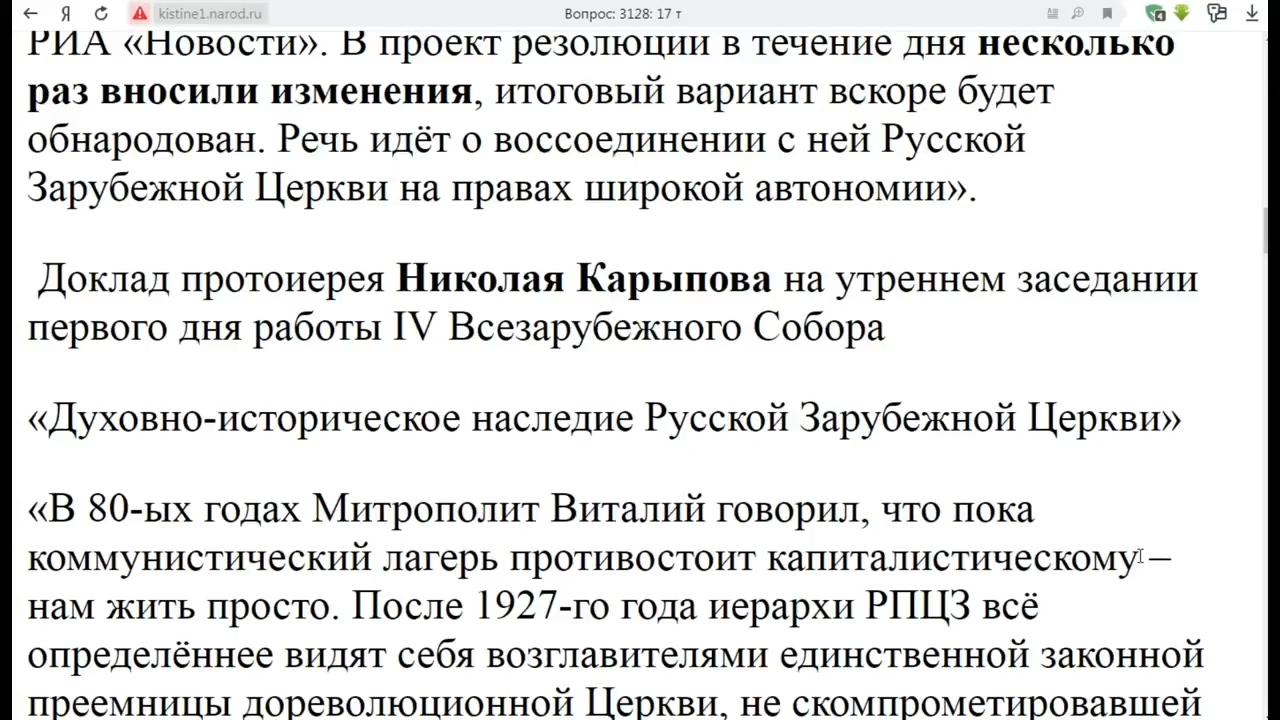 kistine1.narod.ru
Вопрос: 3128: 17 т
РИА «Новости». В проект резолюции в течение дня несколько
раз вносили изменения, итоговый вариант вскоре будет
обнародован. Речь идёт о воссоединении с ней Русской
Зарубежной Церкви на правах широкой автономии».
Доклад протоиерея Николая Карыпова на утреннем заседании
первого дня работы IV Всезарубежного Собора
«Духовно-историческое наследие Русской Зарубежной Церкви»
«В 80-ых годах Митрополит Виталий говорил, что пока
коммунистический лагерь противостоит капиталистическому –
нам жить просто. После 1927-го года иерархи РПЦЗ всё
определённее видят себя возглавителями единственной законной
преемницы дореволюционной Церкви, не скомпрометировавшей